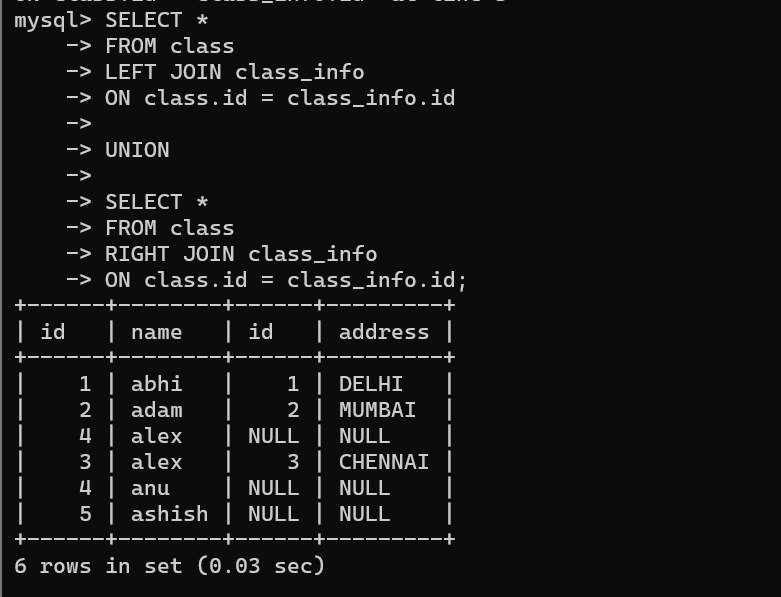 mysql> SELECT *
    -> FROM class
    -> LEFT JOIN class_info
    -> ON class.id = class_info.id
    ->
    -> UNION
    ->
    -> SELECT *
    -> FROM class
    -> RIGHT JOIN class_info
    -> ON class.id = class_info.id;
+------+--------+------+---------+
| id   | name   | id   | address |
+------+--------+------+---------+
|    1 | abhi   |    1 | DELHI   |
|    2 | adam   |    2 | MUMBAI  |
|    4 | alex   | NULL | NULL    |
|    3 | alex   |    3 | CHENNAI |
|    4 | anu    | NULL | NULL    |
|    5 | ashish | NULL | NULL    |
+------+--------+------+---------+
6 rows in set (0.03 sec)